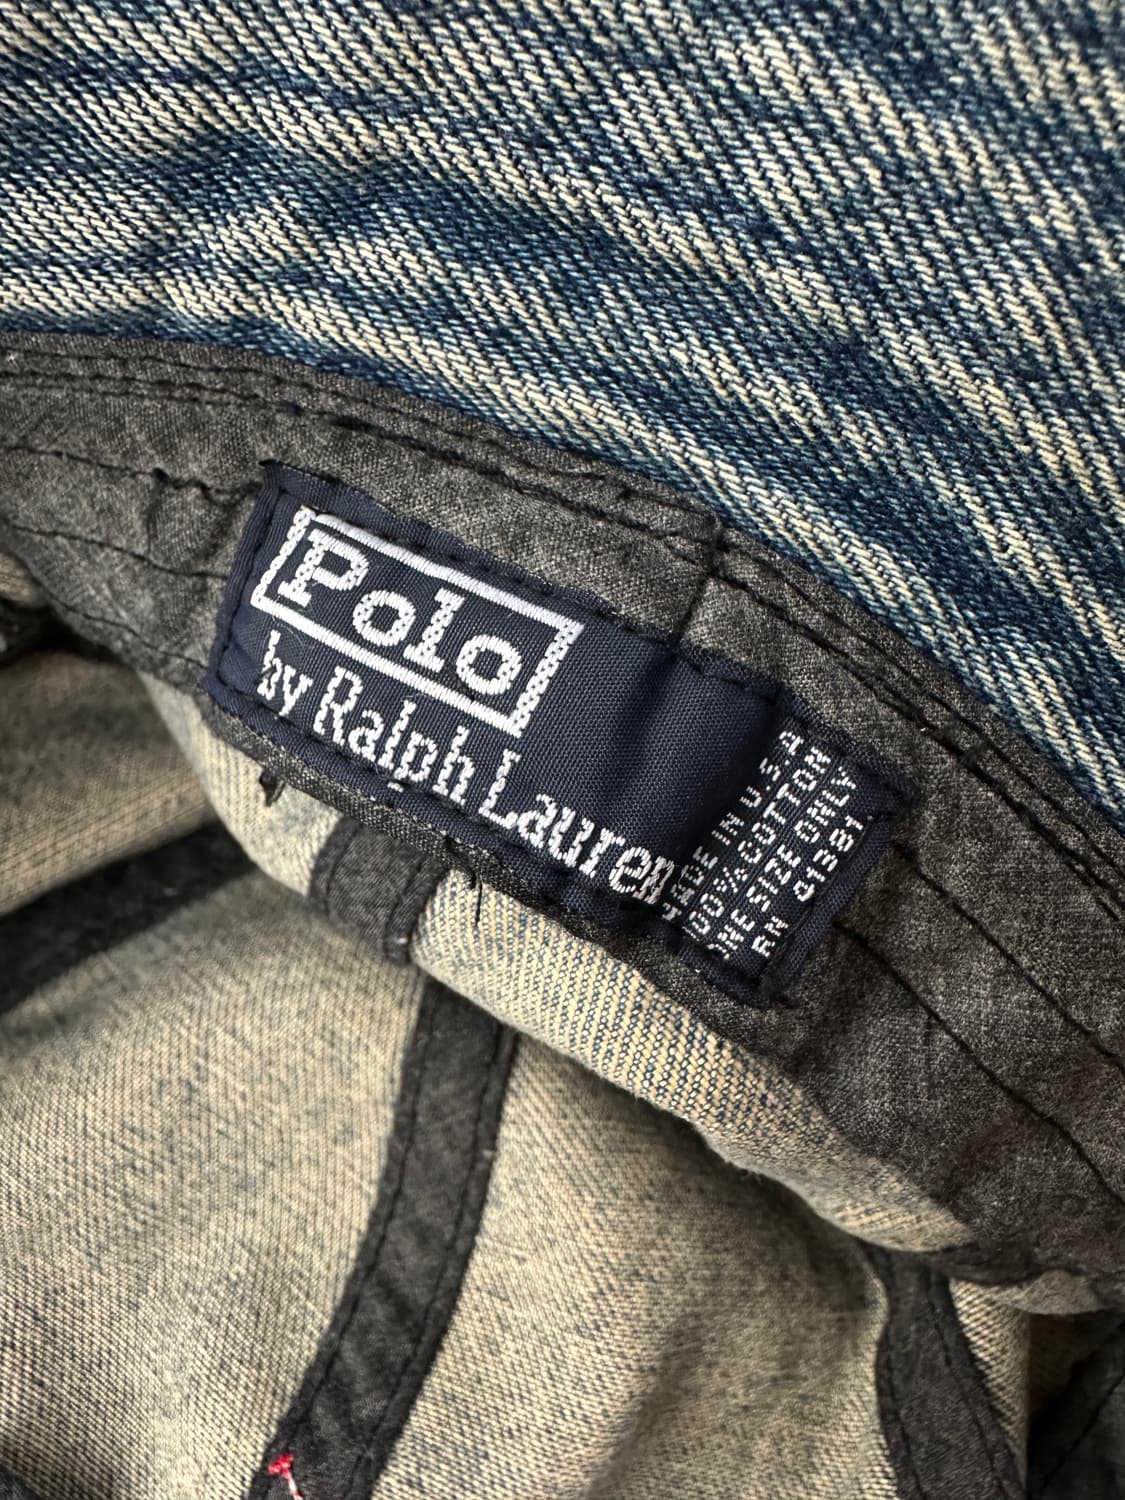 Polo
by Ralph Lauren
MADE IN U.S.A
100% COTTON
ONE SIZE ONLY
RN 41381